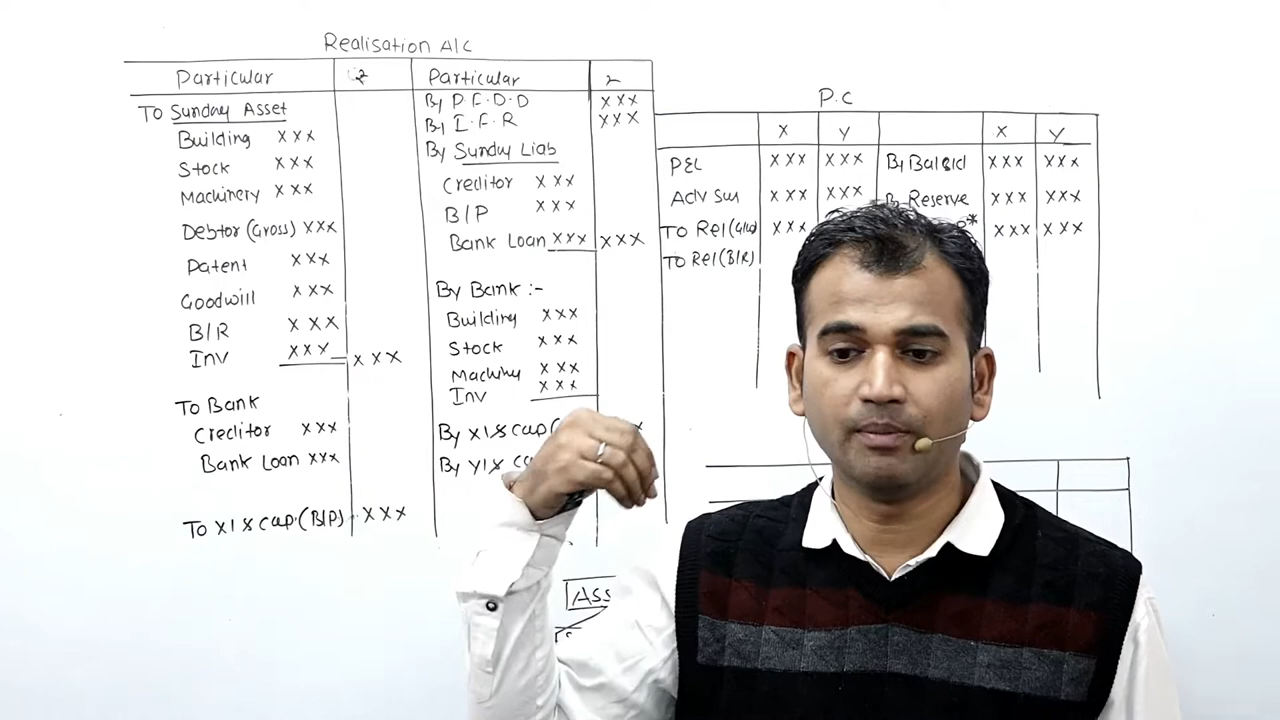 Realisation A/C
Particular ₹ Particular ₹
To Sunday Asset
Building xxx
Stock xxx
Machinery xxx
Debtor (Gross) xxx
Patent xxx
Goodwill xxx
B/R xxx
Inv xxx xxx
To Bank
Creditor xxx
Bank Loan xxx
To X's cap. (B/P) xxx
By P.F.D.D xxx
By I.F.R xxx
By Sunday Liab
Creditor xxx
B/P xxx
Bank Loan xxx xxx
By Bank :-
Building xxx
Stock xxx
Machiny xxx
Inv xxx
By X's cap
By Y's
P.C
X Y X Y
P&L xxx xxx By Bal b/d xxx xxx
Adv Sus xxx xxx By Reserve xxx xxx
To Rel (G/W) xxx xxx xxx
To Rel (B/R)
Ass